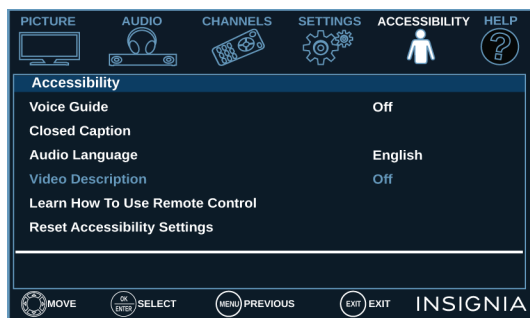 PICTURE AUDIO CHANNELS SETTINGS ACCESSIBILITY HELP
?
Accessibility
Voice Guide Off
Closed Caption
Audio Language English
Video Description Off
Learn How To Use Remote Control
Reset Accessibility Settings
MOVE OK ENTER SELECT MENU PREVIOUS EXIT EXIT INSIGNIA